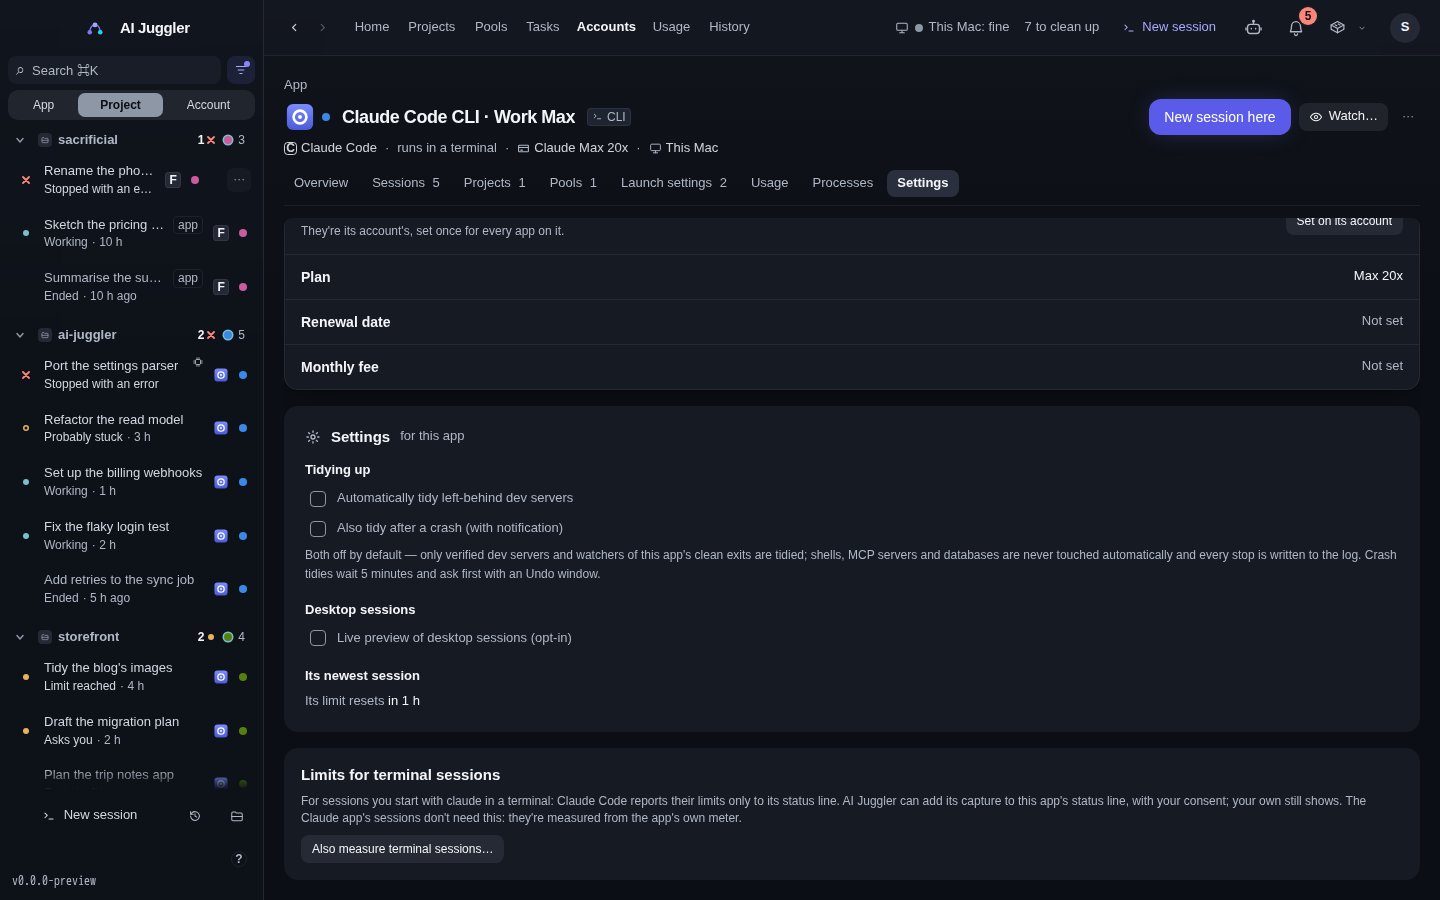 AI Juggler
Search ⌘K
App Project Account
sacrificial 1 3
Rename the pho…
Stopped with an e…
F
Sketch the pricing … app
Working · 10 h
F
Summarise the su… app
Ended · 10 h ago
F
ai-juggler 2 5
Port the settings parser
Stopped with an error
Refactor the read model
Probably stuck · 3 h
Set up the billing webhooks
Working · 1 h
Fix the flaky login test
Working · 2 h
Add retries to the sync job
Ended · 5 h ago
storefront 2 4
Tidy the blog's images
Limit reached · 4 h
Draft the migration plan
Asks you · 2 h
Plan the trip notes app
New session
?
v0.0.0-preview
Home Projects Pools Tasks Accounts Usage History
This Mac: fine 7 to clean up New session 5 S
App
Claude Code CLI · Work Max CLI
New session here Watch… ···
C Claude Code · runs in a terminal · Claude Max 20x · This Mac
Overview Sessions 5 Projects 1 Pools 1 Launch settings 2 Usage Processes Settings
They're its account's, set once for every app on it. Set on its account
Plan Max 20x
Renewal date Not set
Monthly fee Not set
Settings for this app
Tidying up
Automatically tidy left-behind dev servers
Also tidy after a crash (with notification)
Both off by default — only verified dev servers and watchers of this app's clean exits are tidied; shells, MCP servers and databases are never touched automatically and every stop is written to the log. Crash
tidies wait 5 minutes and ask first with an Undo window.
Desktop sessions
Live preview of desktop sessions (opt-in)
Its newest session
Its limit resets in 1 h
Limits for terminal sessions
For sessions you start with claude in a terminal: Claude Code reports their limits only to its status line. AI Juggler can add its capture to this app's status line, with your consent; your own still shows. The
Claude app's sessions don't need this: they're measured from the app's own meter.
Also measure terminal sessions…